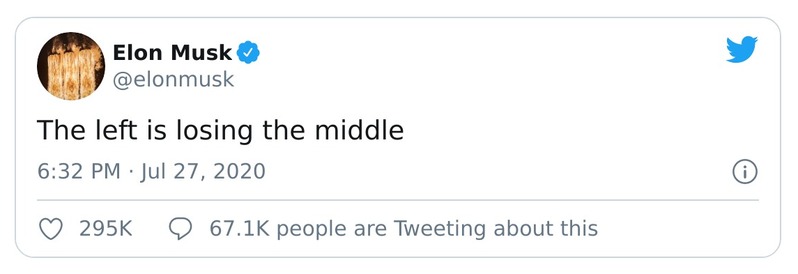 Elon Musk
@elonmusk
The left is losing the middle
6:32 PM · Jul 27, 2020
295K 67.1K people are Tweeting about this